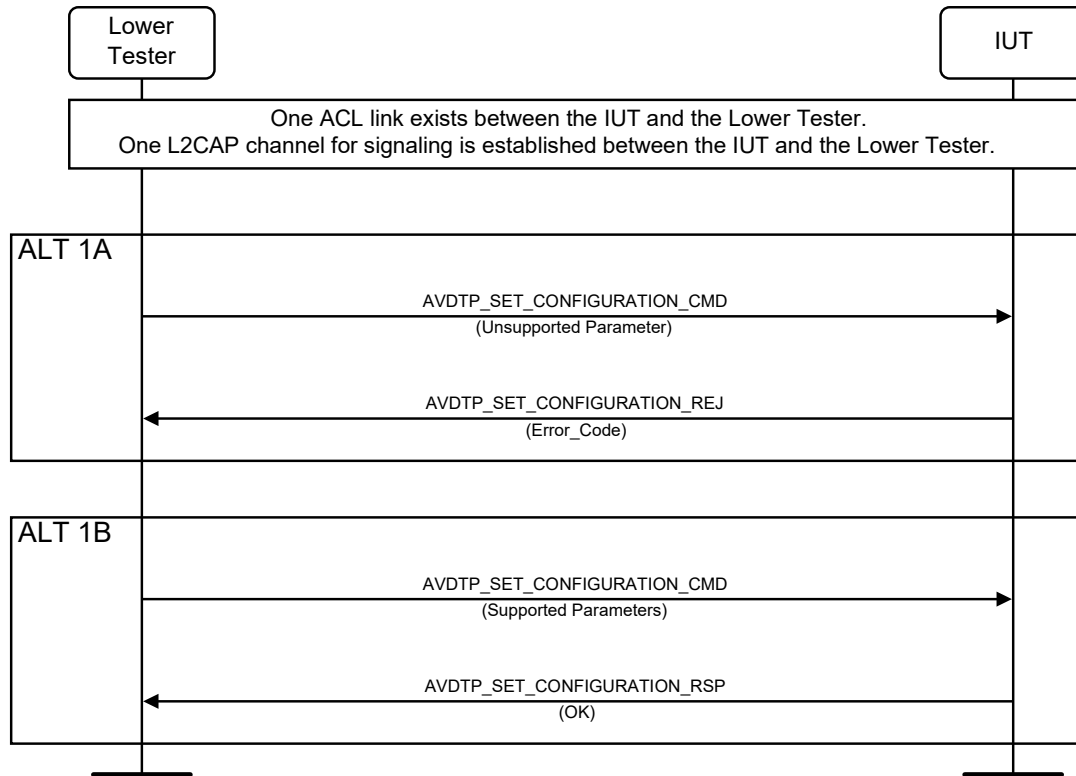 Lower
Tester
IUT
One ACL link exists between the IUT and the Lower Tester.
One L2CAP channel for signaling is established between the IUT and the Lower Tester.
ALT 1A
AVDTP_SET_CONFIGURATION_CMD
(Unsupported Parameter)
AVDTP_SET_CONFIGURATION_REJ
(Error_Code)
ALT 1B
AVDTP_SET_CONFIGURATION_CMD
(Supported Parameters)
AVDTP_SET_CONFIGURATION_RSP
(OK)